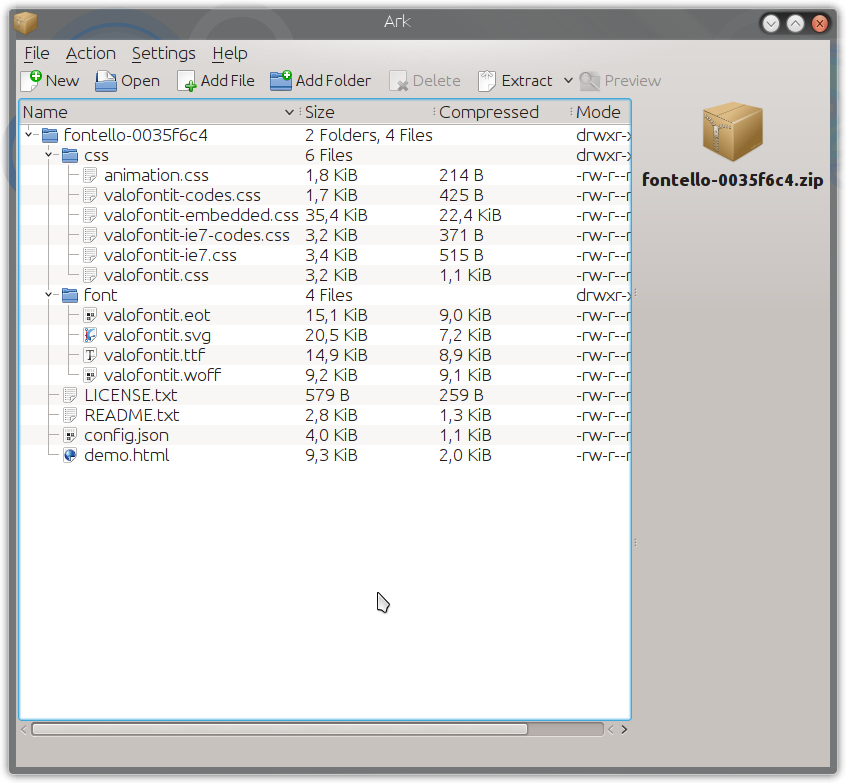 Ark
File Action Settings Help
New Open Add File Add Folder Delete Extract Preview
Name Size Compressed Mode
fontello-0035f6c4 2 Folders, 4 Files drwxr-x
css 6 Files drwxr-x
animation.css 1,8 KiB 214 B -rw-r--r
valofontit-codes.css 1,7 KiB 425 B -rw-r--r
valofontit-embedded.css 35,4 KiB 22,4 KiB -rw-r--r
valofontit-ie7-codes.css 3,2 KiB 371 B -rw-r--r
valofontit-ie7.css 3,4 KiB 515 B -rw-r--r
valofontit.css 3,2 KiB 1,1 KiB -rw-r--r
font 4 Files drwxr-x
valofontit.eot 15,1 KiB 9,0 KiB -rw-r--r
valofontit.svg 20,5 KiB 7,2 KiB -rw-r--r
valofontit.ttf 14,9 KiB 8,9 KiB -rw-r--r
valofontit.woff 9,2 KiB 9,1 KiB -rw-r--r
LICENSE.txt 579 B 259 B -rw-r--r
README.txt 2,8 KiB 1,3 KiB -rw-r--r
config.json 4,0 KiB 1,1 KiB -rw-r--r
demo.html 9,3 KiB 2,0 KiB -rw-r--r
fontello-0035f6c4.zip